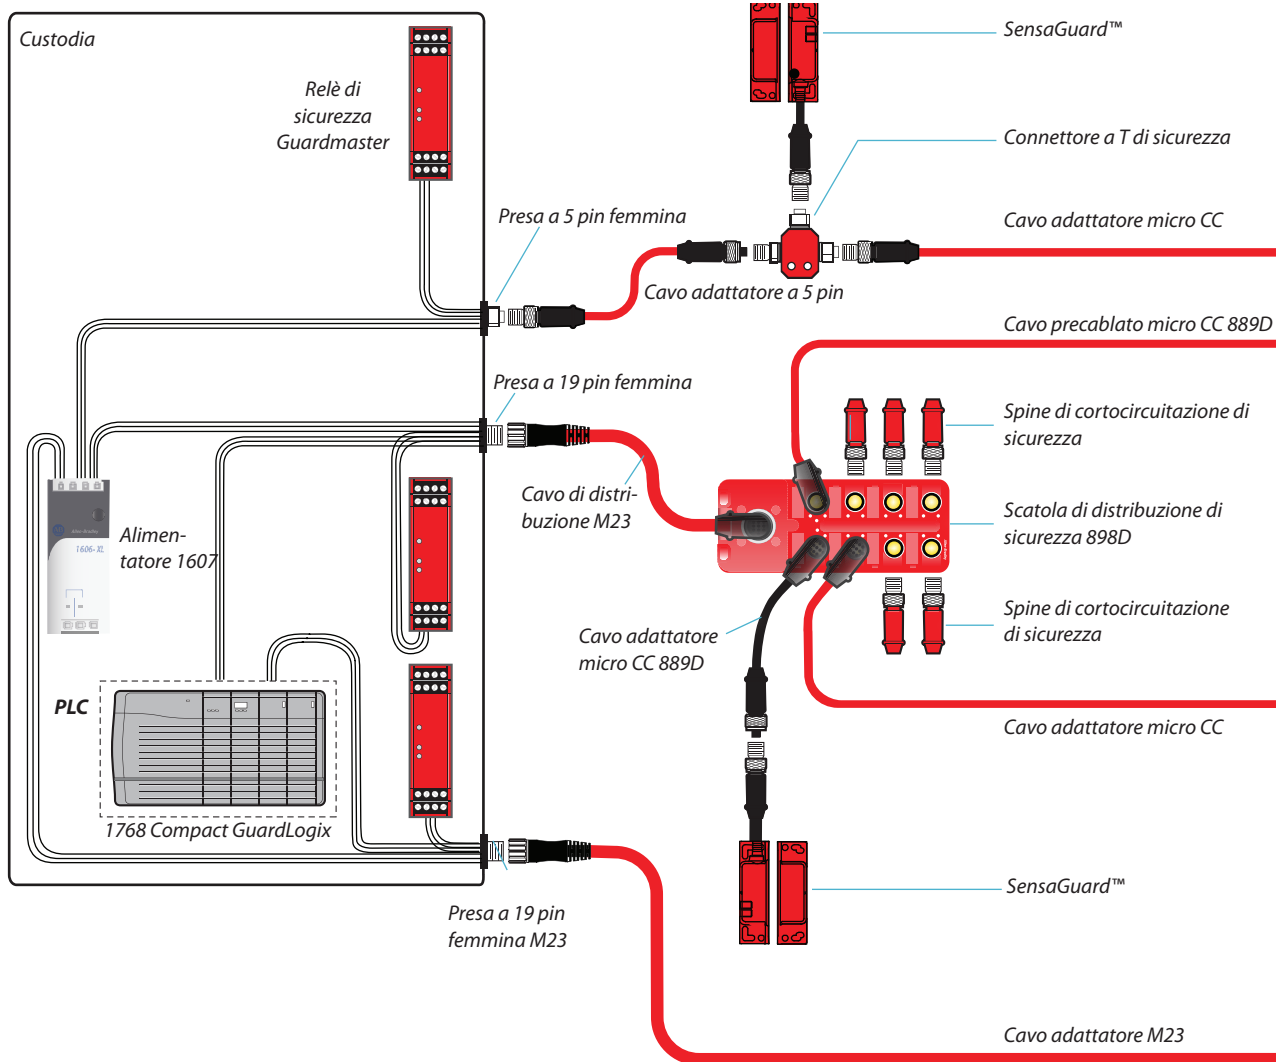 Custodia
Relè di
sicurezza
Guardmaster
SensaGuard™
Connettore a T di sicurezza
Presa a 5 pin femmina
Cavo adattatore micro CC
Cavo adattatore a 5 pin
Cavo precablato micro CC 889D
Presa a 19 pin femmina
Spine di cortocircuitazione di
sicurezza
Cavo di distri-
buzione M23
Scatola di distribuzione di
sicurezza 898D
Alimen-
tatore 1607
1606-XL
Spine di cortocircuitazione
di sicurezza
Cavo adattatore
micro CC 889D
PLC
Cavo adattatore micro CC
1768 Compact GuardLogix
SensaGuard™
Presa a 19 pin
femmina M23
Cavo adattatore M23